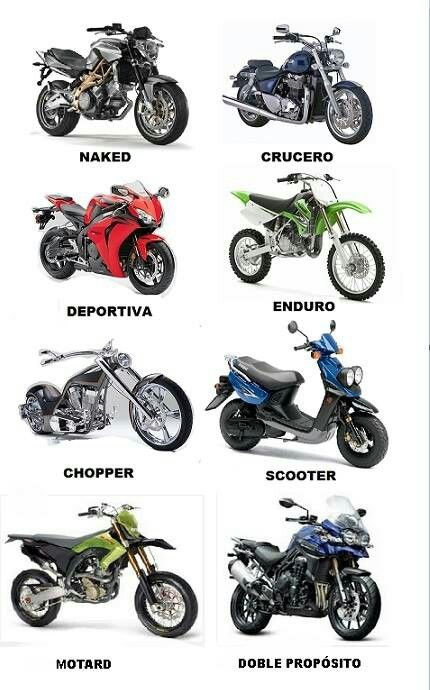 NAKED
CRUCERO
DEPORTIVA
ENDURO
CHOPPER
SCOOTER
MOTARD
DOBLE PROPÓSITO